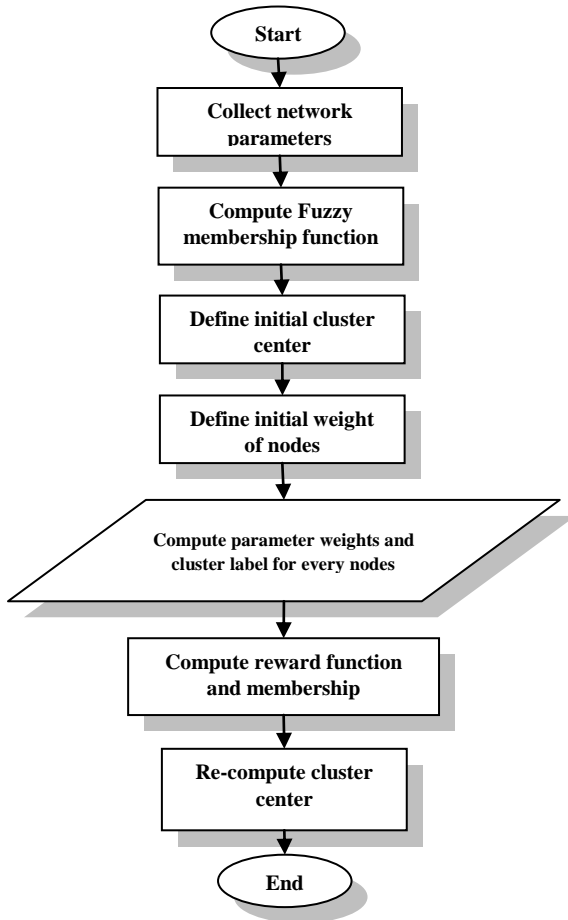 Start
Collect network
parameters
Compute Fuzzy
membership function
Define initial cluster
center
Define initial weight
of nodes
Compute parameter weights and
cluster label for every nodes
Compute reward function
and membership
Re-compute cluster
center
End